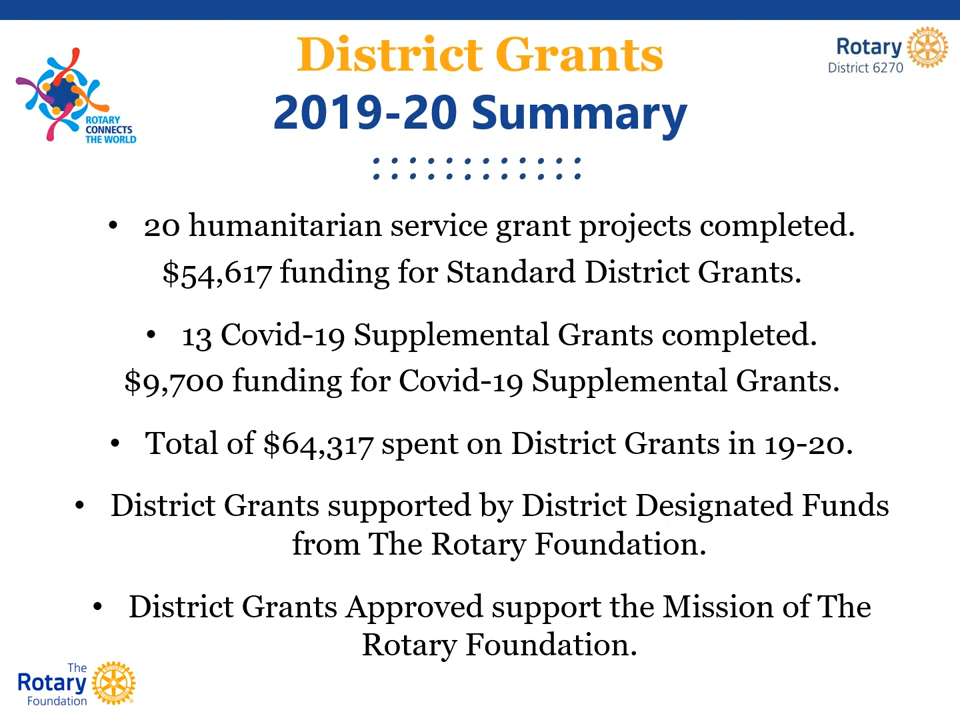 District Grants
2019-20 Summary
Rotary
District 6270
ROTARY
CONNECTS
THE WORLD
• 20 humanitarian service grant projects completed.
$54,617 funding for Standard District Grants.
• 13 Covid-19 Supplemental Grants completed.
$9,700 funding for Covid-19 Supplemental Grants.
• Total of $64,317 spent on District Grants in 19-20.
• District Grants supported by District Designated Funds
from The Rotary Foundation.
• District Grants Approved support the Mission of The
Rotary Foundation.
The
Rotary
Foundation